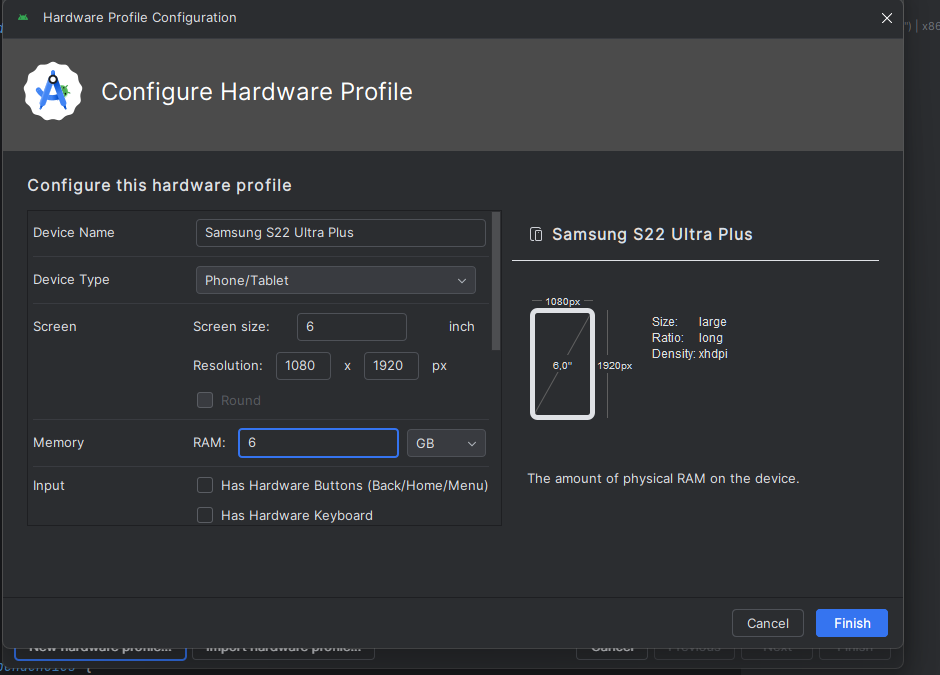 Hardware Profile Configuration
") | x86
Configure Hardware Profile
Configure this hardware profile
Device Name
Samsung S22 Ultra Plus
Device Type
Phone/Tablet
Screen
Screen size:
6
inch
Resolution:
1080
x
1920
px
Round
Memory
RAM:
6
GB
Input
Has Hardware Buttons (Back/Home/Menu)
Has Hardware Keyboard
Samsung S22 Ultra Plus
1080px
6,0"
1920px
Size: large
Ratio: long
Density: xhdpi
The amount of physical RAM on the device.
Cancel
Finish
New hardware profile...
Import hardware profile...
Cancel
Previous
Next
Finish